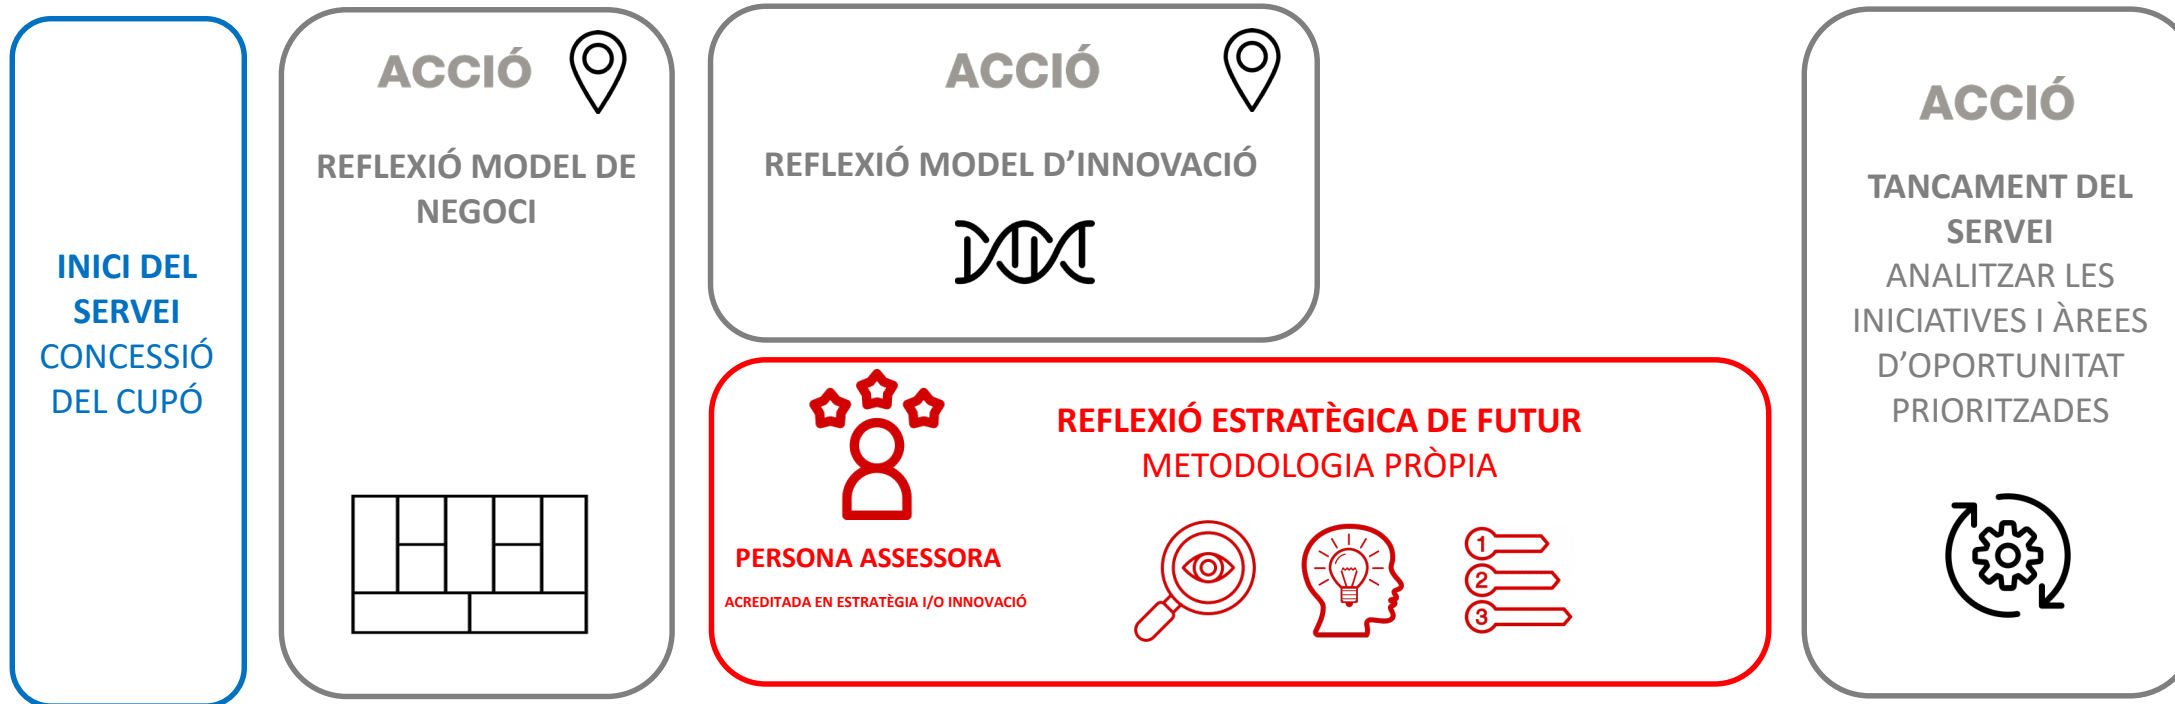 INICI DEL
SERVEI
CONCESSIÓ
DEL CUPÓ
ACCIÓ
REFLEXIÓ MODEL DE
NEGOCI
ACCIÓ
REFLEXIÓ MODEL D’INNOVACIÓ
PERSONA ASSESSORA
ACREDITADA EN ESTRATÈGIA I/O INNOVACIÓ
REFLEXIÓ ESTRATÈGICA DE FUTUR
METODOLOGIA PRÒPIA
1
2
3
ACCIÓ
TANCAMENT DEL
SERVEI
ANALITZAR LES
INICIATIVES I ÀREES
D’OPORTUNITAT
PRIORITZADES